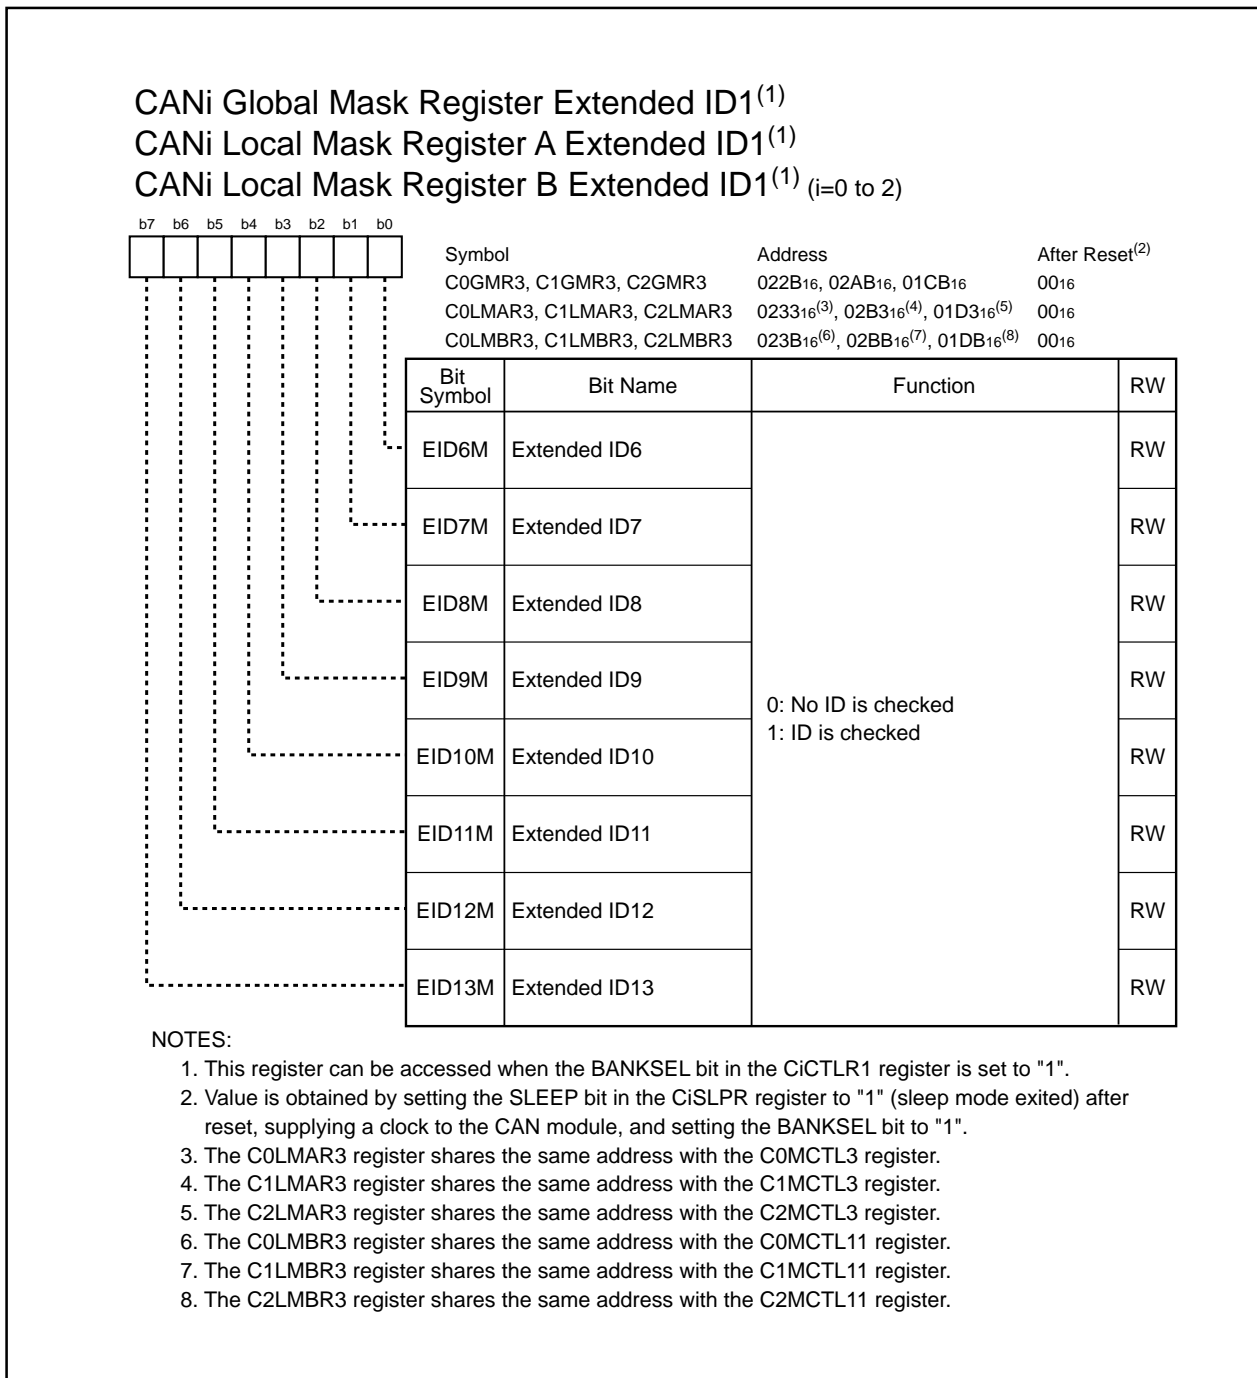 CANi Global Mask Register Extended ID1(1)
CANi Local Mask Register A Extended ID1(1)
CANi Local Mask Register B Extended ID1(1) (i=0 to 2)
b7 b6 b5 b4 b3 b2 b1 b0
Symbol Address After Reset(2)
C0GMR3, C1GMR3, C2GMR3 022B16, 02AB16, 01CB16 0016
C0LMAR3, C1LMAR3, C2LMAR3 023316(3), 02B316(4), 01D316(5) 0016
C0LMBR3, C1LMBR3, C2LMBR3 023B16(6), 02BB16(7), 01DB16(8) 0016
Bit Symbol Bit Name Function RW
EID6M Extended ID6 RW
EID7M Extended ID7 RW
EID8M Extended ID8 RW
EID9M Extended ID9 RW
0: No ID is checked
1: ID is checked
EID10M Extended ID10 RW
EID11M Extended ID11 RW
EID12M Extended ID12 RW
EID13M Extended ID13 RW
NOTES:
1. This register can be accessed when the BANKSEL bit in the CiCTLR1 register is set to "1".
2. Value is obtained by setting the SLEEP bit in the CiSLPR register to "1" (sleep mode exited) after
reset, supplying a clock to the CAN module, and setting the BANKSEL bit to "1".
3. The C0LMAR3 register shares the same address with the C0MCTL3 register.
4. The C1LMAR3 register shares the same address with the C1MCTL3 register.
5. The C2LMAR3 register shares the same address with the C2MCTL3 register.
6. The C0LMBR3 register shares the same address with the C0MCTL11 register.
7. The C1LMBR3 register shares the same address with the C1MCTL11 register.
8. The C2LMBR3 register shares the same address with the C2MCTL11 register.